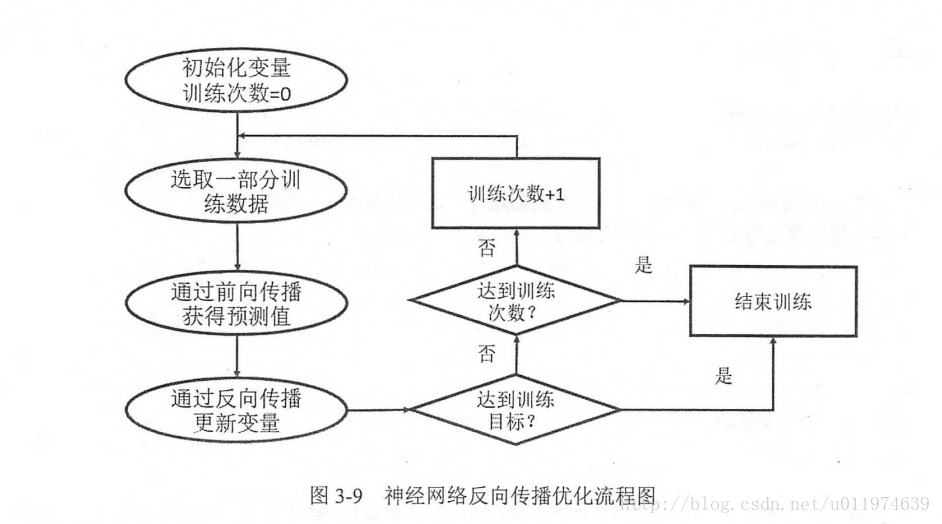 初始化变量
训练次数=0
选取一部分训
练数据
训练次数+1
否
是
通过前向传播
获得预测值
达到训练
次数？
结束训练
否
是
通过反向传播
更新变量
达到训练
目标？
图 3-9 神经网络反向传播优化流程图
http://blog.csdn.net/u011974639